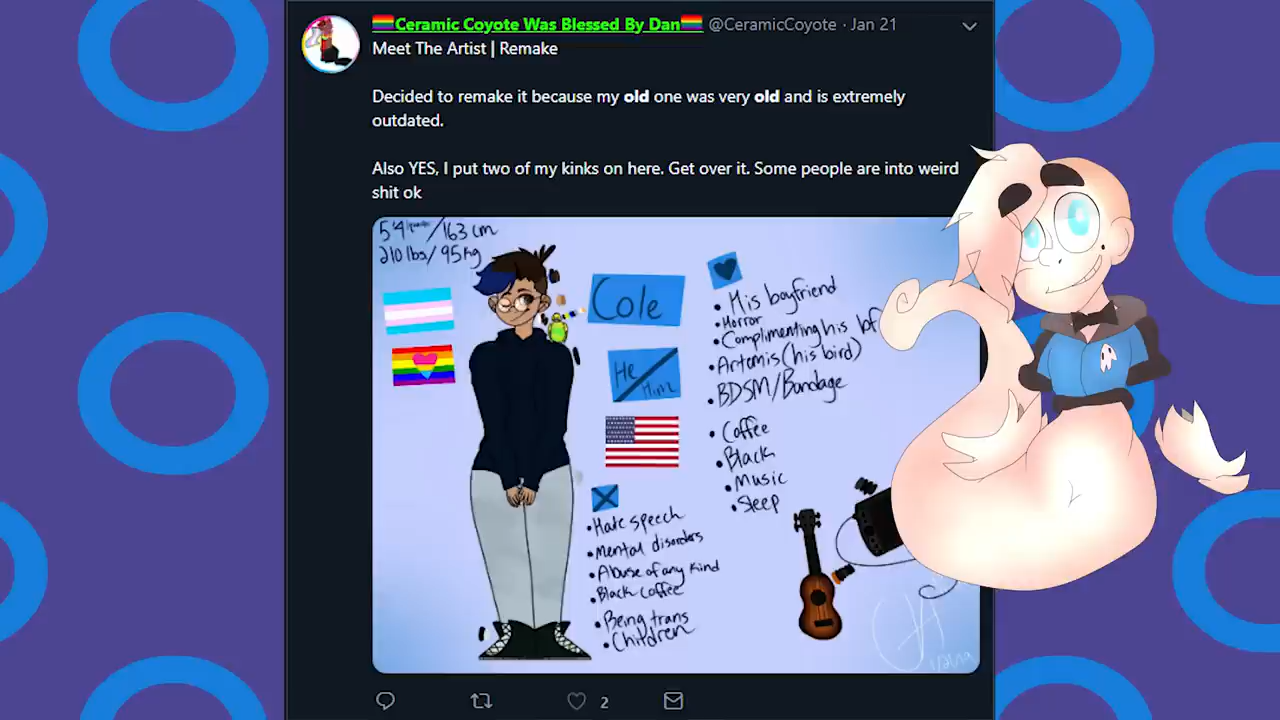 Ceramic Coyote Was Blessed By Dan @CeramicCoyote · Jan 21
Meet The Artist | Remake
Decided to remake it because my old one was very old and is extremely
outdated.
Also YES, I put two of my kinks on here. Get over it. Some people are into weird
shit ok
5'4 /163 cm
210 lbs/95kg
Cole
He/Him
• His boyfriend
• Horror
• Complimenting his bf
• Artemis (his bird)
• BDSM/Bondage
• Coffee
• Black
• Music
• Sleep
• Hate speech
• Mental disorders
• Abuse of any kind
• Black coffee
• Being trans
• Children
2